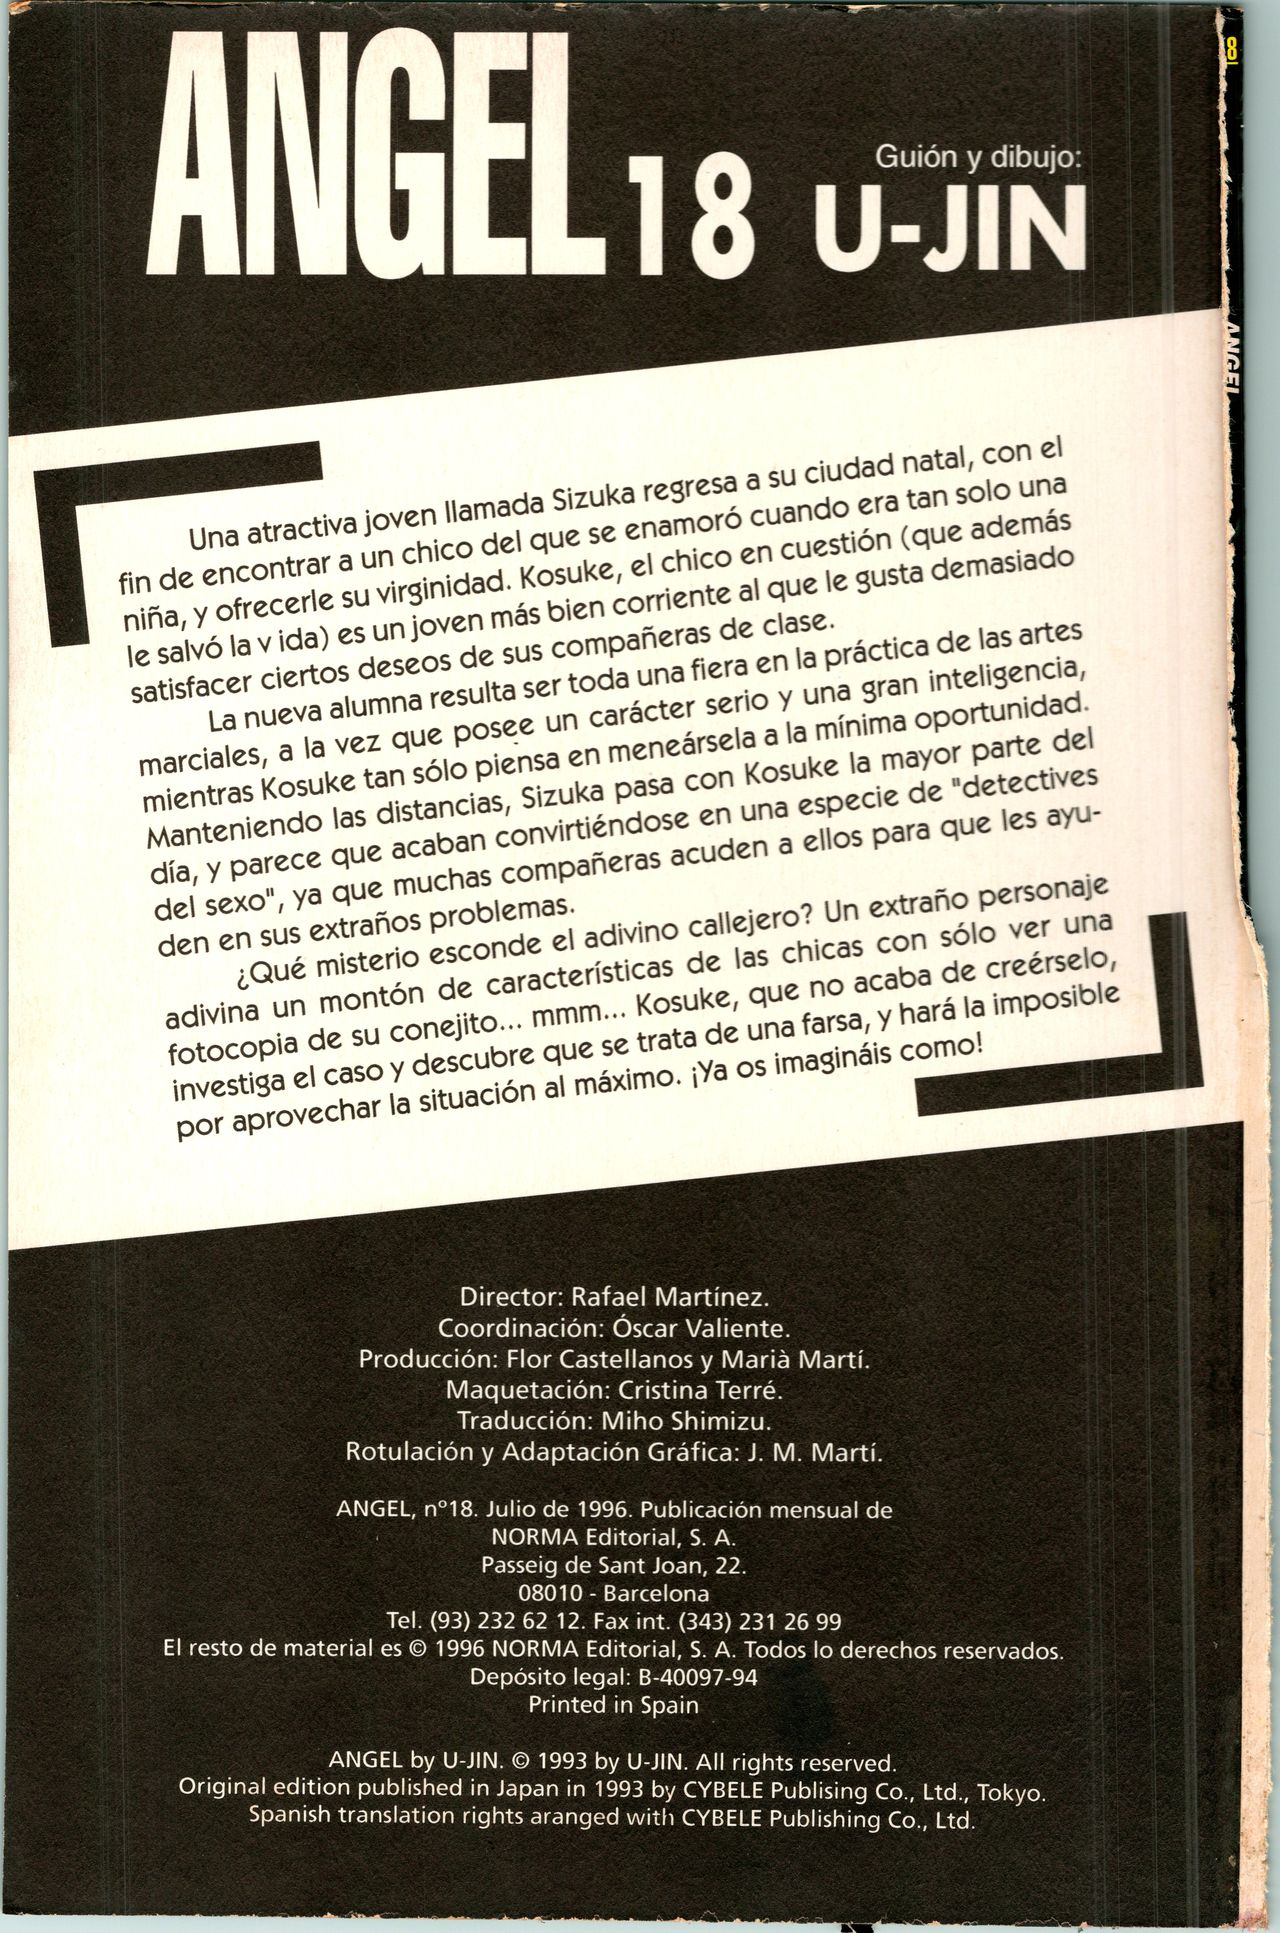 ANGEL 18
Guión y dibujo:
U-JIN
8
ANGEL
Una atractiva joven llamada Sizuka regresa a su ciudad natal, con el
fin de encontrar a un chico del que se enamoró cuando era tan solo una
niña, y ofrecerle su virginidad. Kosuke, el chico en cuestión (que además
le salvó la v ida) es un joven más bien corriente al que le gusta demasiado
satisfacer ciertos deseos de sus compañeras de clase.
La nueva alumna resulta ser toda una fiera en la práctica de las artes
marciales, a la vez que posee un carácter serio y una gran inteligencia,
mientras Kosuke tan sólo piensa en meneársela a la mínima oportunidad.
Manteniendo las distancias, Sizuka pasa con Kosuke la mayor parte del
día, y parece que acaban convirtiéndose en una especie de "detectives
del sexo", ya que muchas compañeras acuden a ellos para que les ayu-
den en sus extraños problemas.
¿Qué misterio esconde el adivino callejero? Un extraño personaje
adivina un montón de características de las chicas con sólo ver una
fotocopia de su conejito... mmm... Kosuke, que no acaba de creérselo,
investiga el caso y descubre que se trata de una farsa, y hará la imposible
por aprovechar la situación al máximo. ¡Ya os imagináis como!
Director: Rafael Martínez.
Coordinación: Óscar Valiente.
Producción: Flor Castellanos y Marià Martí.
Maquetación: Cristina Terré.
Traducción: Miho Shimizu.
Rotulación y Adaptación Gráfica: J. M. Martí.
ANGEL, nº18. Julio de 1996. Publicación mensual de
NORMA Editorial, S. A.
Passeig de Sant Joan, 22.
08010 - Barcelona
Tel. (93) 232 62 12. Fax int. (343) 231 26 99
El resto de material es © 1996 NORMA Editorial, S. A. Todos lo derechos reservados.
Depósito legal: B-40097-94
Printed in Spain
ANGEL by U-JIN. © 1993 by U-JIN. All rights reserved.
Original edition published in Japan in 1993 by CYBELE Publising Co., Ltd., Tokyo.
Spanish translation rights aranged with CYBELE Publishing Co., Ltd.